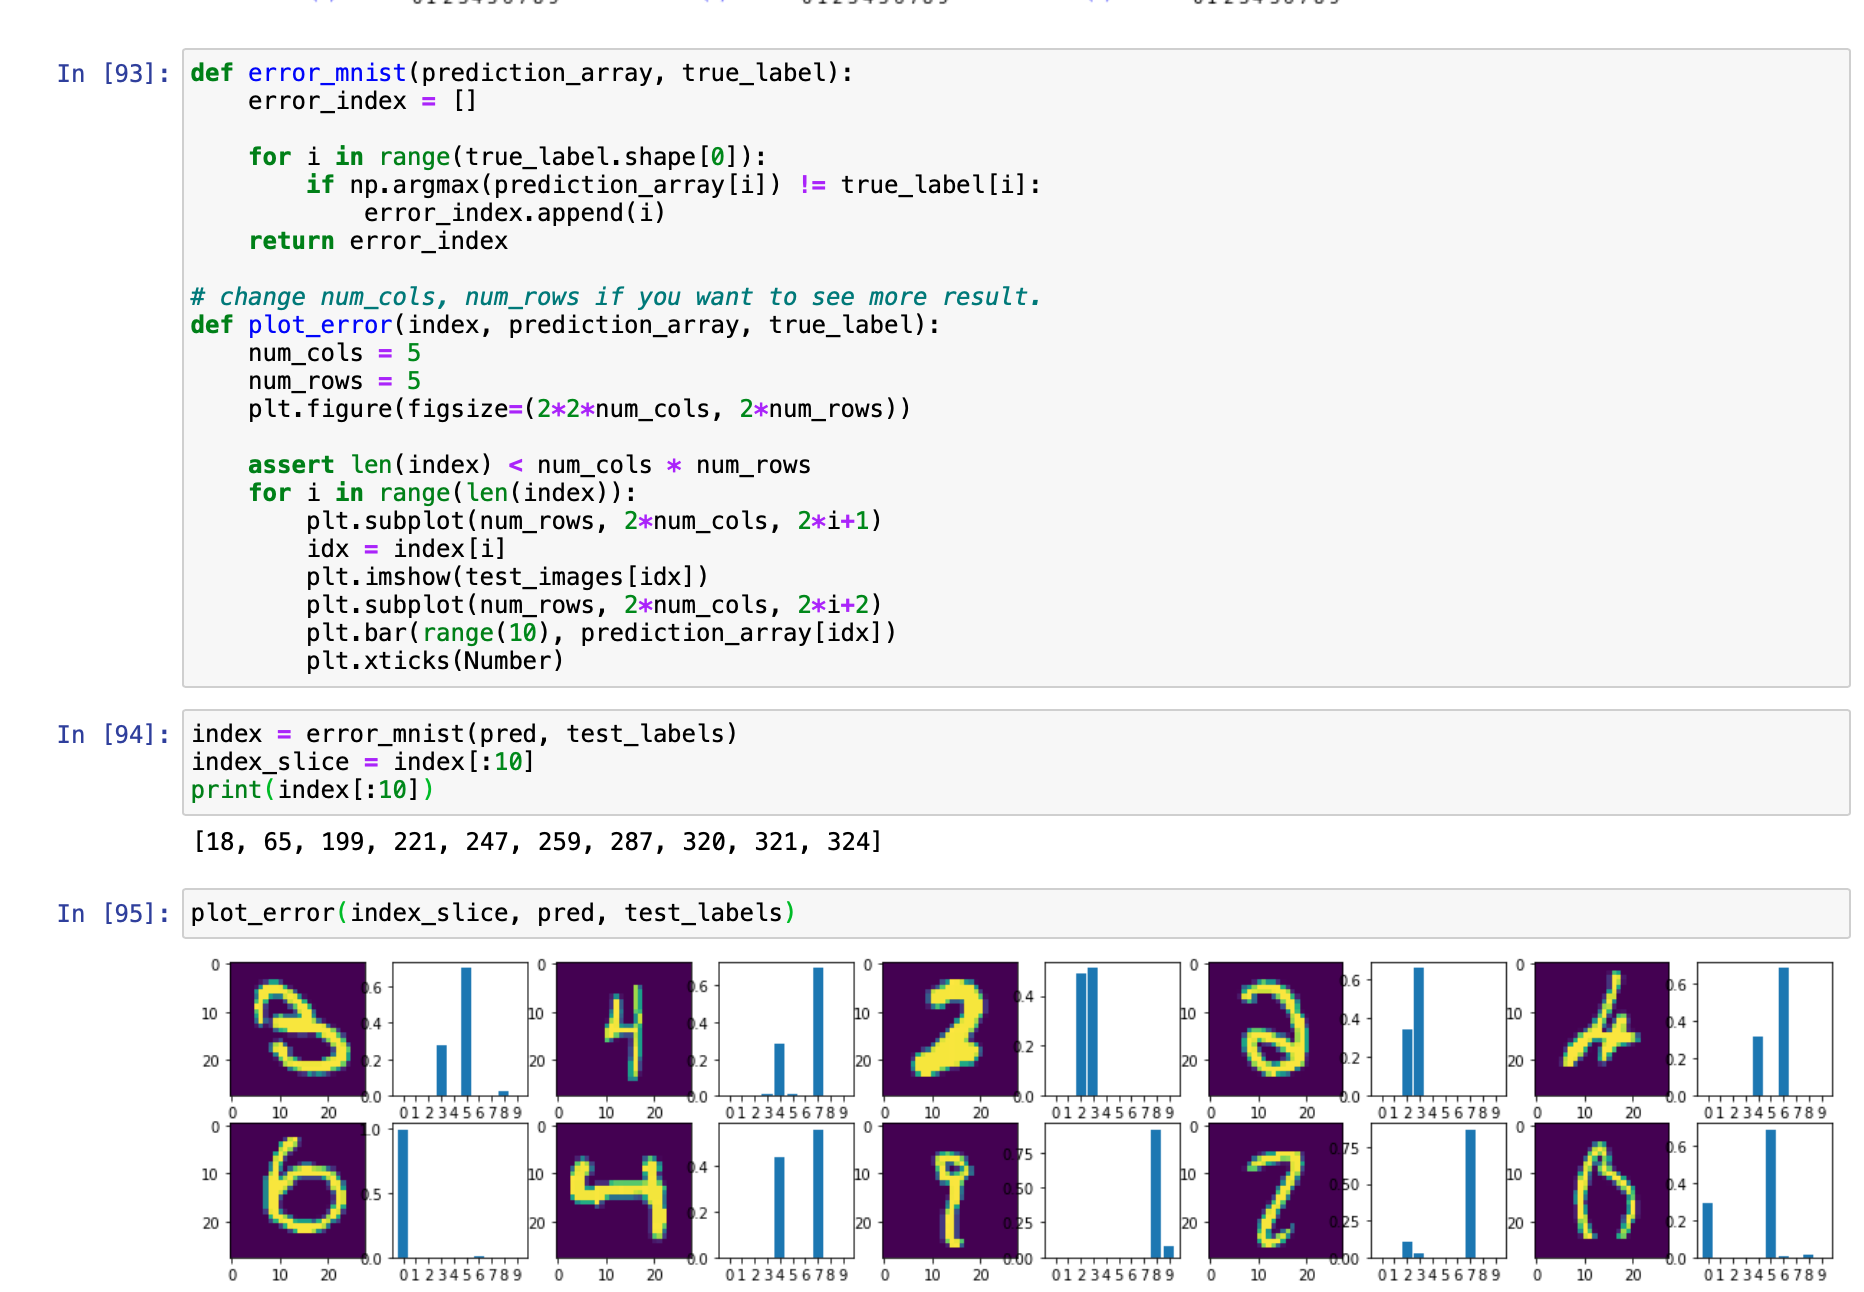 In [93]: def error_mnist(prediction_array, true_label):
    error_index = []
    for i in range(true_label.shape[0]):
        if np.argmax(prediction_array[i]) != true_label[i]:
            error_index.append(i)
    return error_index
# change num_cols, num_rows if you want to see more result.
def plot_error(index, prediction_array, true_label):
    num_cols = 5
    num_rows = 5
    plt.figure(figsize=(2*2*num_cols, 2*num_rows))
    assert len(index) < num_cols * num_rows
    for i in range(len(index)):
        plt.subplot(num_rows, 2*num_cols, 2*i+1)
        idx = index[i]
        plt.imshow(test_images[idx])
        plt.subplot(num_rows, 2*num_cols, 2*i+2)
        plt.bar(range(10), prediction_array[idx])
        plt.xticks(Number)
In [94]: index = error_mnist(pred, test_labels)
index_slice = index[:10]
print(index[:10])
[18, 65, 199, 221, 247, 259, 287, 320, 321, 324]
In [95]: plot_error(index_slice, pred, test_labels)
0 0 0 0 0
0.6 0.6 0.4 0.6 0.6
10 10 10 10 10
0.4 0.4 0.2 0.4 0.4
20 20 20 20 20
0.2 0.2 0.2 0.2
0.0 0.0 0.0 0.0 0.0
0 10 20 0 1 2 3 4 5 6 7 8 9 0 10 20 0 1 2 3 4 5 6 7 8 9 0 10 20 0 1 2 3 4 5 6 7 8 9 0 10 20 0 1 2 3 4 5 6 7 8 9 0 10 20 0 1 2 3 4 5 6 7 8 9
0 1.0 0 0 0 0
0.4 0.75 0.75 0.6
10 10 10 10 10
0.5 0.50 0.50 0.4
20 20 20 20 20
0.2 0.25 0.25 0.2
0.0 0.0 0.00 0.00 0.0
0 10 20 0 1 2 3 4 5 6 7 8 9 0 10 20 0 1 2 3 4 5 6 7 8 9 0 10 20 0 1 2 3 4 5 6 7 8 9 0 10 20 0 1 2 3 4 5 6 7 8 9 0 10 20 0 1 2 3 4 5 6 7 8 9